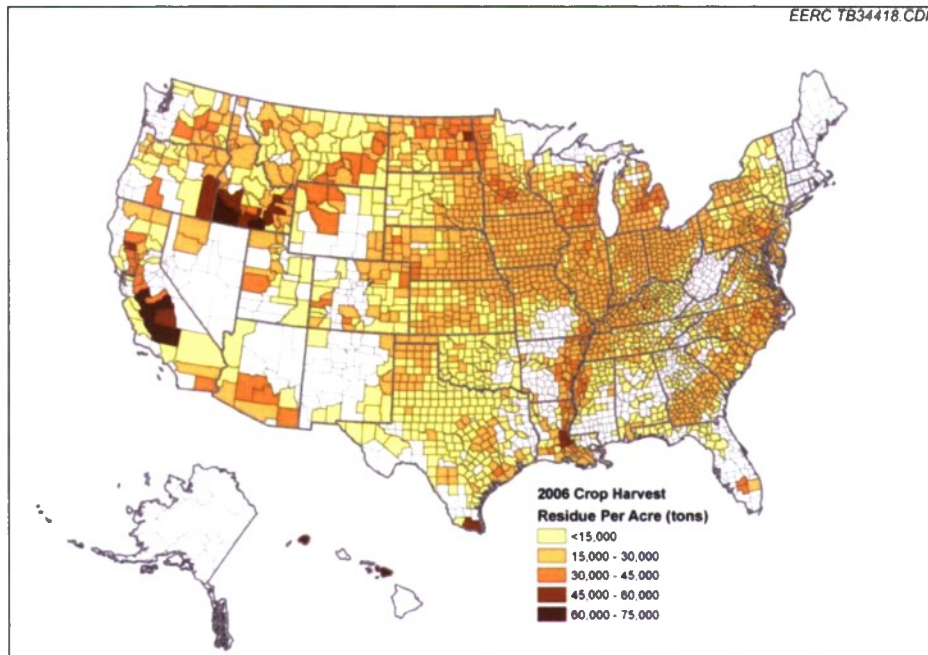 EERC TB34418.CDR
2006 Crop Harvest
Residue Per Acre (tons)
<15,000
15,000 - 30,000
30,000 - 45,000
45,000 - 60,000
60,000 - 75,000